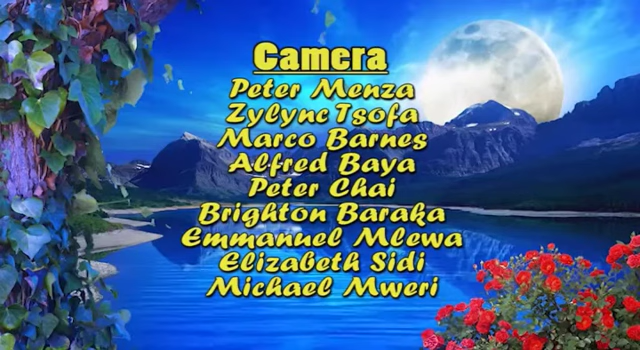 Camera
Peter Menza
Zylync Tsofa
Marco Barnes
Alfred Baya
Peter Chai
Brighton Baraka
Emmanuel Mlewa
Elizabeth Sidi
Michael Mweri